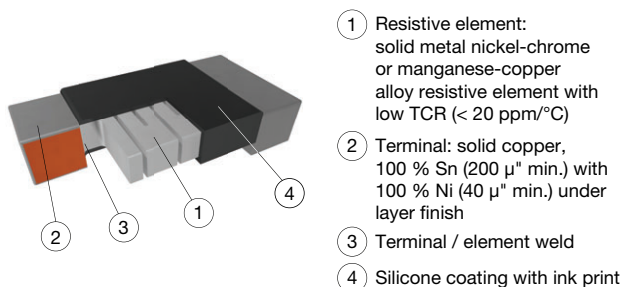 1 Resistive element:
solid metal nickel-chrome
or manganese-copper
alloy resistive element with
low TCR (< 20 ppm/°C)
2 Terminal: solid copper,
100 % Sn (200 μ" min.) with
100 % Ni (40 μ" min.) under
layer finish
3 Terminal / element weld
4 Silicone coating with ink print
2
3
1
4